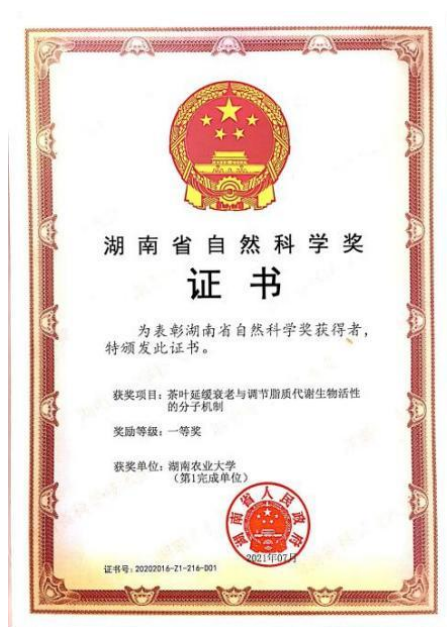 湖南省自然科学奖
证书
为表彰湖南省自然科学奖获得者，
特颁发此证书。
获奖项目：茶叶延缓衰老与调节脂质代谢生物活性
的分子机制
奖励等级：一等奖
获奖单位：湖南农业大学
（第1完成单位）
湖南省人民政府
2021年07月
证书号：20202016-Z1-216-D01